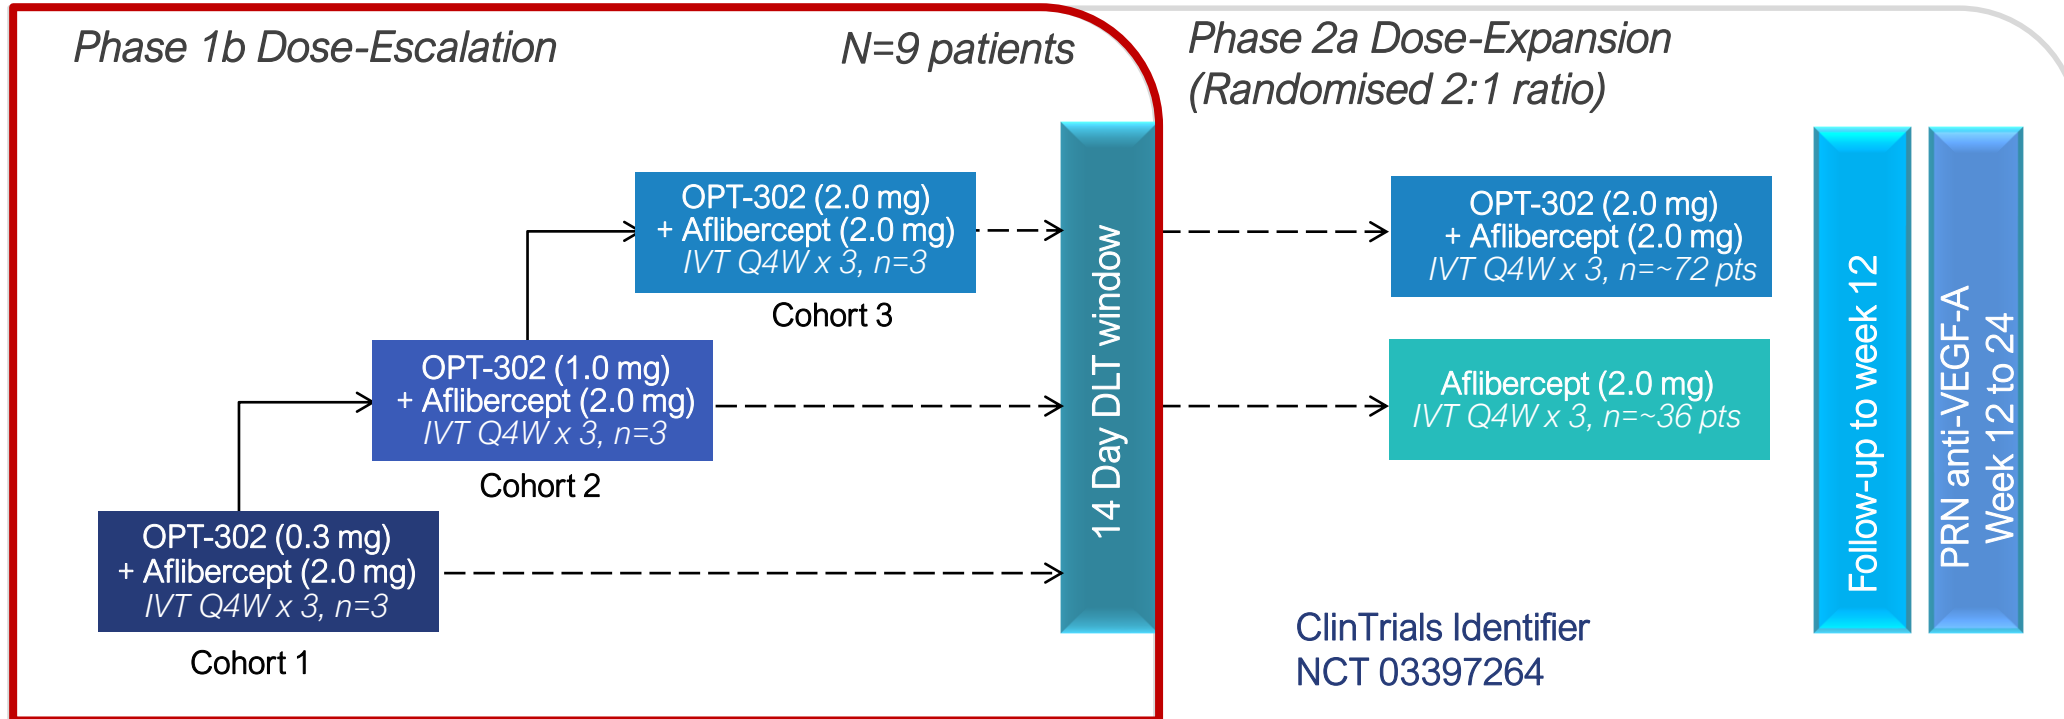 Phase 1b Dose-Escalation
N=9 patients
OPT-302 (2.0 mg)
+ Aflibercept (2.0 mg)
IVT Q4W x 3, n=3
Cohort 3
OPT-302 (1.0 mg)
+ Aflibercept (2.0 mg)
IVT Q4W x 3, n=3
Cohort 2
OPT-302 (0.3 mg)
+ Aflibercept (2.0 mg)
IVT Q4W x 3, n=3
Cohort 1
14 Day DLT window
Phase 2a Dose-Expansion
(Randomised 2:1 ratio)
OPT-302 (2.0 mg)
+ Aflibercept (2.0 mg)
IVT Q4W x 3, n=~72 pts
Aflibercept (2.0 mg)
IVT Q4W x 3, n=~36 pts
ClinTrials Identifier
NCT 03397264
Follow-up to week 12
PRN anti-VEGF-A
Week 12 to 24